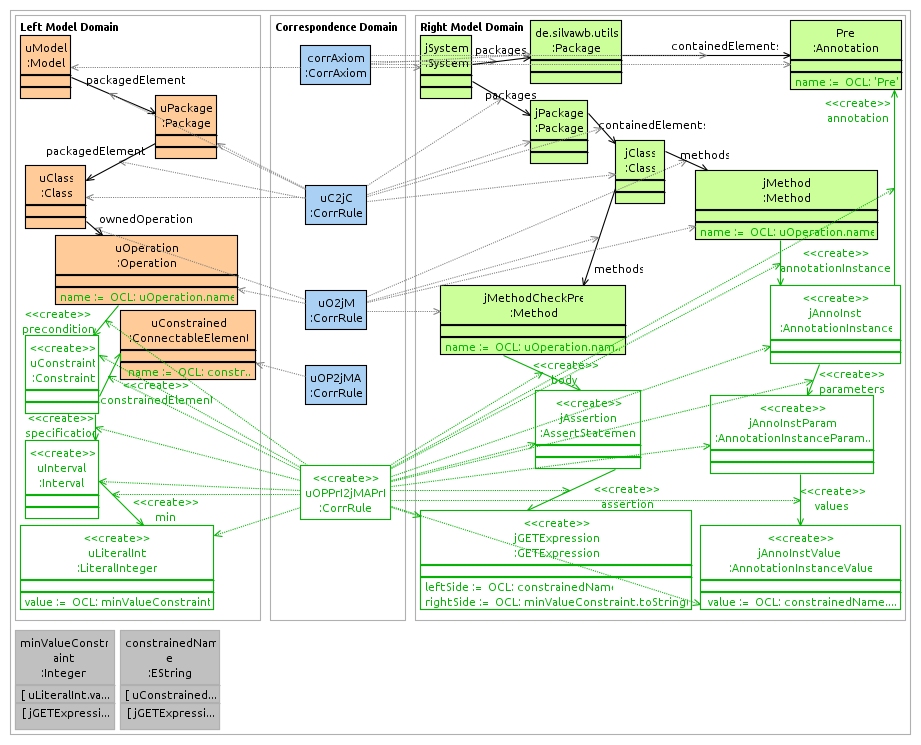 Left Model Domain
uModel
:Model
packagedElement
uPackage
:Package
packagedElement
uClass
:Class
ownedOperation
uOperation
:Operation
name := OCL: uOperation.name
<<create>>
precondition
uConstrained
:ConnectableElement
name := OCL: constr...
<<create>>
uConstraint
:Constraint
<<create>>
constrainedElement
<<create>>
specification
<<create>>
uInterval
:Interval
<<create>>
min
<<create>>
uLiteralInt
:LiteralInteger
value := OCL: minValueConstraint
Correspondence Domain
corrAxiom
:CorrAxiom
uC2jC
:CorrRule
uO2jM
:CorrRule
uOP2jMA
:CorrRule
<<create>>
uOPPrI2jMAPrI
:CorrRule
Right Model Domain
jSystem
:System
packages
de.silvawb.utils
:Package
containedElements
Pre
:Annotation
name := OCL: 'Pre'
<<create>>
annotation
packages
jPackage
:Package
containedElements
jClass
:Class
methods
jMethod
:Method
name := OCL: uOperation.name
<<create>>
annotationInstance
methods
jMethodCheckPre
:Method
name := OCL: uOperation.nam...
<<create>>
jAnnoInst
:AnnotationInstance
<<create>>
body
<<create>>
parameters
<<create>>
jAssertion
:AssertStatemen
<<create>>
jAnnoInstParam
:AnnotationInstanceParam...
<<create>>
assertion
<<create>>
values
<<create>>
jGETExpression
:GETExpression
leftSide := OCL: constrainedName
rightSide := OCL: minValueConstraint.toString(
<<create>>
jAnnoInstValue
:AnnotationInstanceValue
value := OCL: constrainedName....
minValueConstr
aint
:Integer
[ uLiteralInt.va...
[ jGETExpressi...
constrainedNam
e
:EString
[ uConstrained...
[ jGETExpressi...